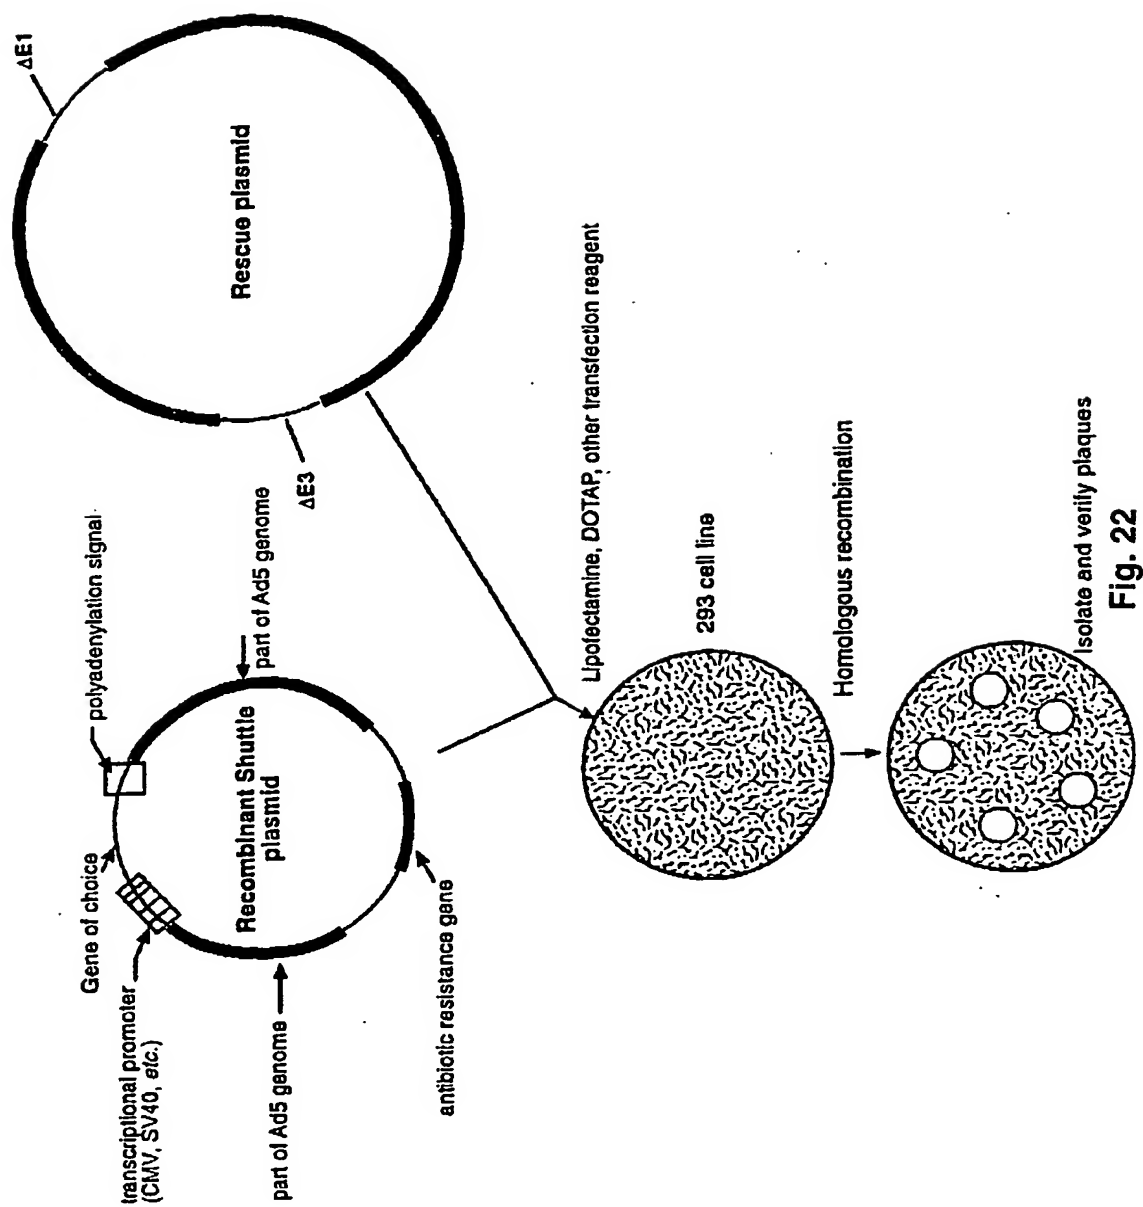 transcriptional promoter
(CMV, SV40, etc.)
Gene of choice
polyadenylation signal
part of Ad5 genome
Recombinant Shuttle
plasmid
part of Ad5 genome
antibiotic resistance gene
ΔE1
Rescue plasmid
ΔE3
Lipofectamine, DOTAP, other transfection reagent
293 cell line
Homologous recombination
Isolate and verify plaques
Fig. 22